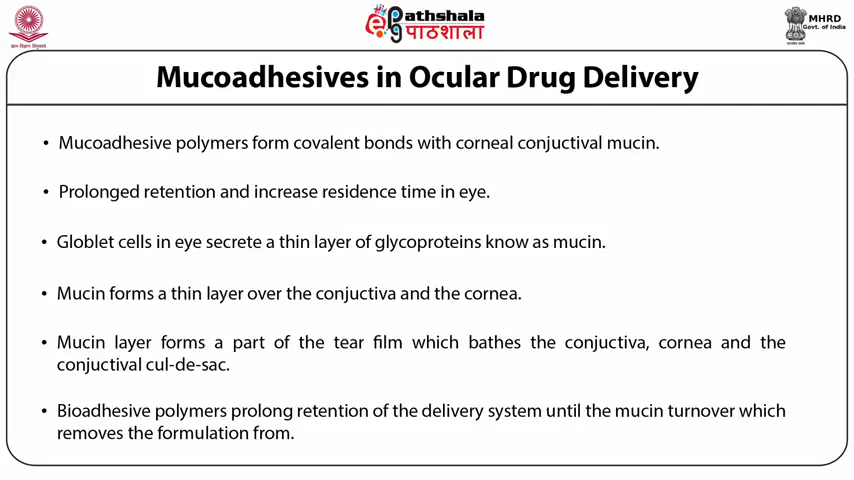 e Pathshala
पाठशाला
MHRD
Govt. of India
Mucoadhesives in Ocular Drug Delivery
• Mucoadhesive polymers form covalent bonds with corneal conjuctival mucin.
• Prolonged retention and increase residence time in eye.
• Globlet cells in eye secrete a thin layer of glycoproteins know as mucin.
• Mucin forms a thin layer over the conjuctiva and the cornea.
• Mucin layer forms a part of the tear film which bathes the conjuctiva, cornea and the
conjuctival cul-de-sac.
• Bioadhesive polymers prolong retention of the delivery system until the mucin turnover which
removes the formulation from.